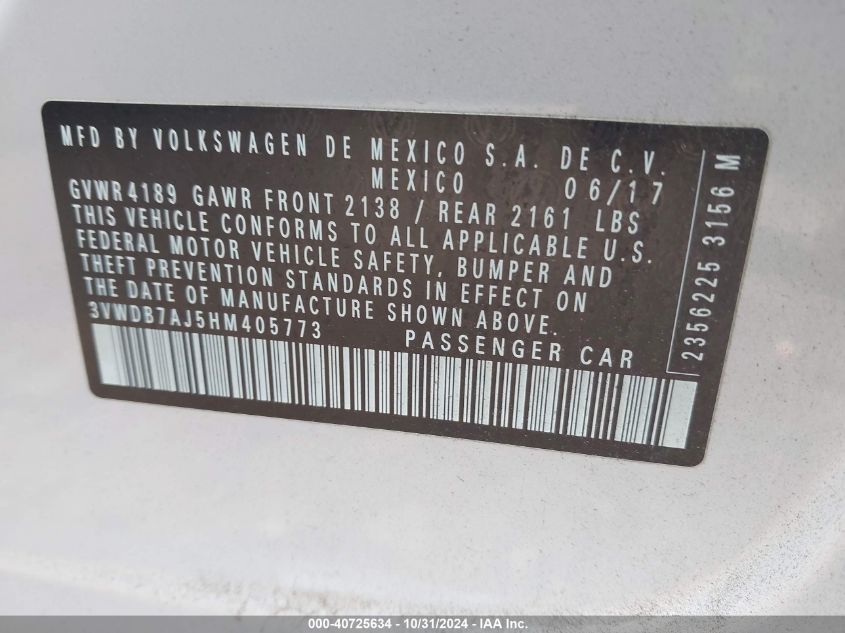 MFD BY VOLKSWAGEN DE MEXICO S.A. DE C.V.
MEXICO 06/17
GVWR4189 GAWR FRONT 2138 / REAR 2161 LBS
THIS VEHICLE CONFORMS TO ALL APPLICABLE U.S.
FEDERAL MOTOR VEHICLE SAFETY, BUMPER AND
THEFT PREVENTION STANDARDS IN EFFECT ON
THE DATE OF MANUFACTURE SHOWN ABOVE.
3VWDB7AJ5HM405773 PASSENGER CAR
2356225 3156 M
000-40725634 - 10/31/2024 - IAA Inc.